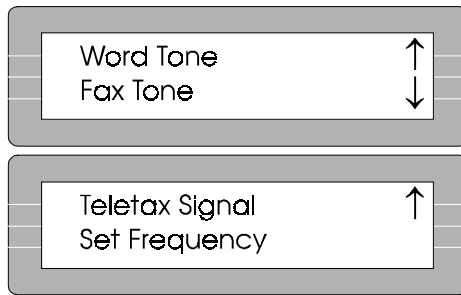 Word Tone ↑
Fax Tone ↓
Teletax Signal ↑
Set Frequency